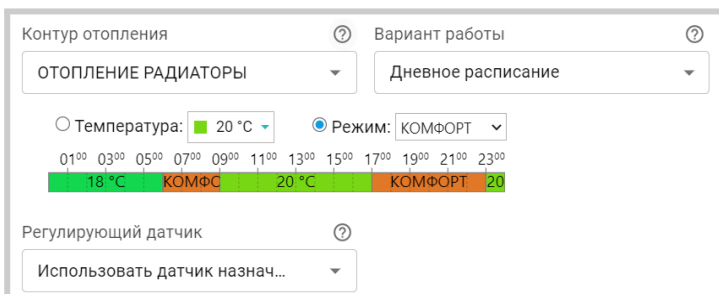 Контур отопления
Вариант работы
ОТОПЛЕНИЕ РАДИАТОРЫ
Дневное расписание
Температура: 20 °C Режим: КОМФОРТ
01⁰⁰ 03⁰⁰ 05⁰⁰ 07⁰⁰ 09⁰⁰ 11⁰⁰ 13⁰⁰ 15⁰⁰ 17⁰⁰ 19⁰⁰ 21⁰⁰ 23⁰⁰
18 °C КОМФС 20 °C КОМФОРТ 20
Регулирующий датчик
Использовать датчик назнач...